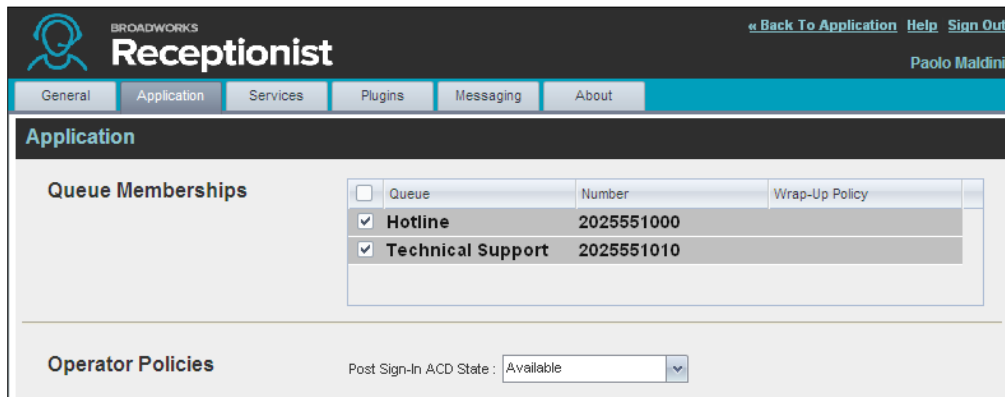 BROADWORKS
Receptionist
« Back To Application Help Sign Out
Paolo Maldini
General Application Services Plugins Messaging About
Application
Queue Memberships
Queue Number Wrap-Up Policy
Hotline 2025551000
Technical Support 2025551010
Operator Policies
Post Sign-In ACD State : Available